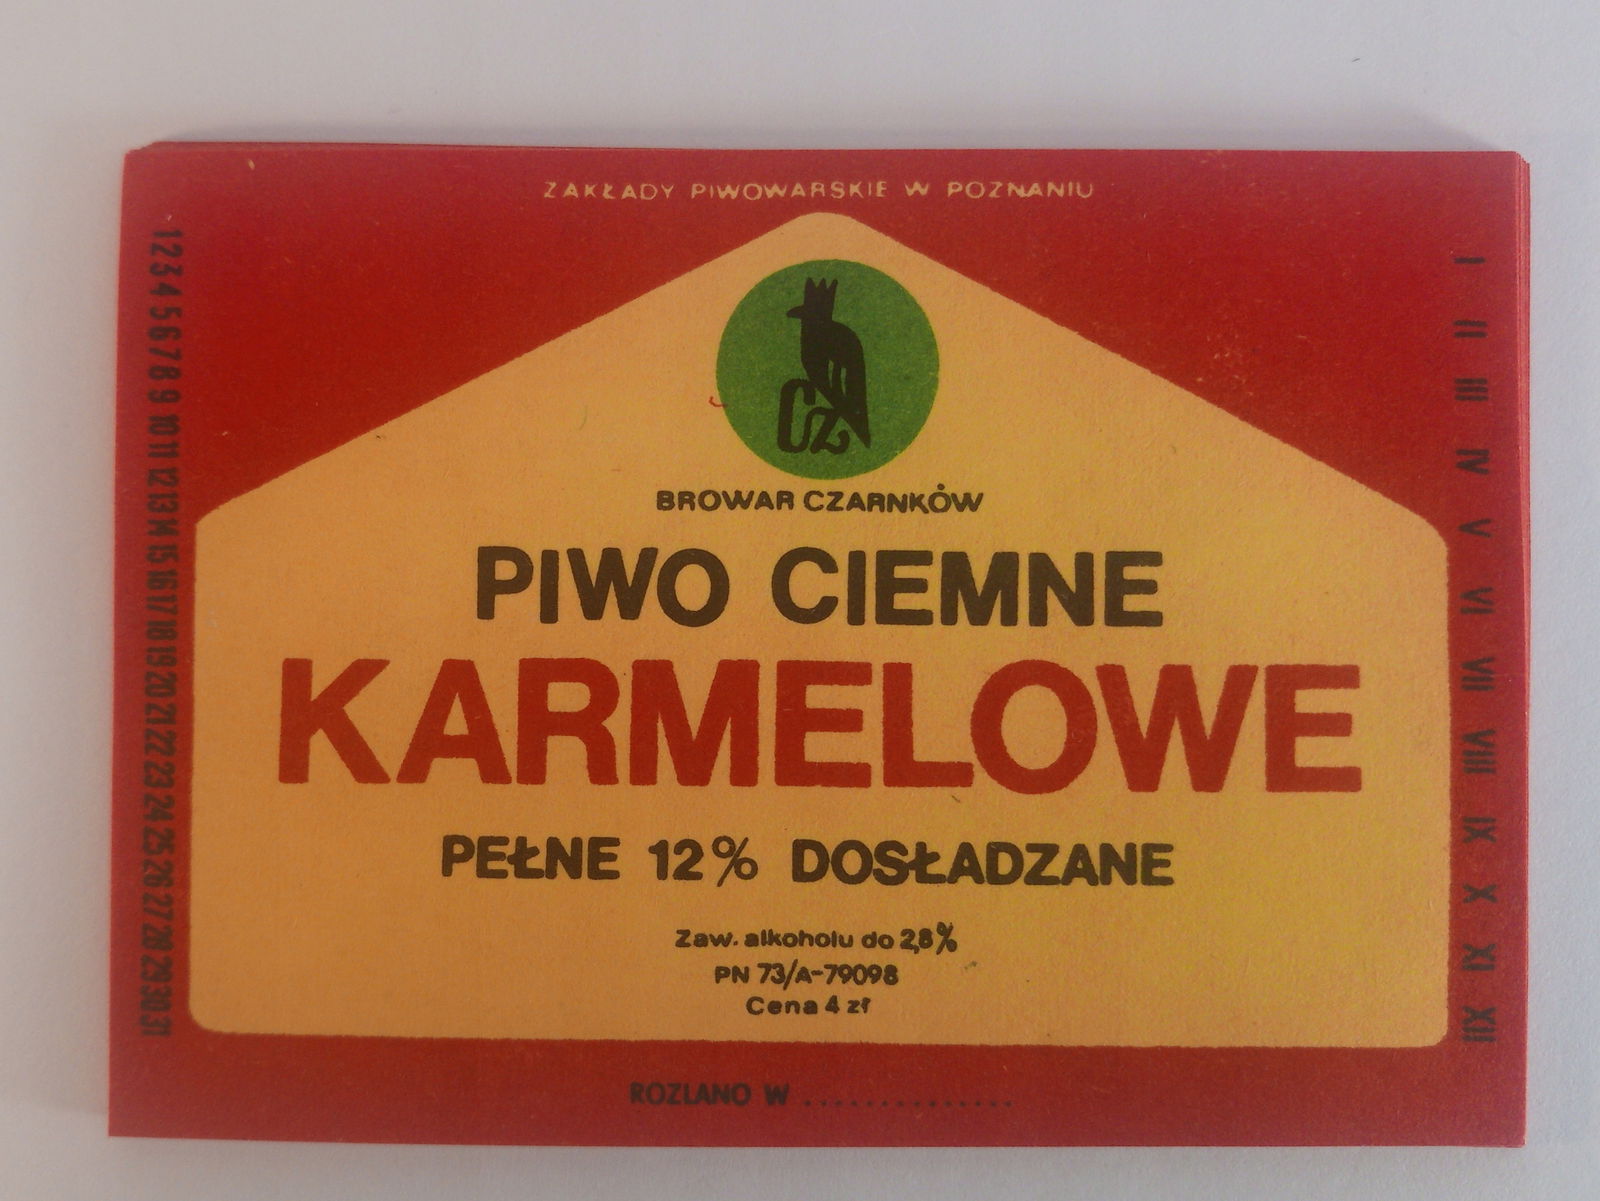 ZAKŁADY PIWOWARSKIE W POZNANIU
Cz
BROWAR CZARNKÓW
PIWO CIEMNE
KARMELOWE
PEŁNE 12% DOSŁADZANE
Zaw. alkoholu do 2,8%
PN 73/A-79098
Cena 4 zł
ROZLANO W ...............
1 2 3 4 5 6 7 8 9 10 11 12 13 14 15 16 17 18 19 20 21 22 23 24 25 26 27 28 29 30 31
I II III IV V VI VII VIII IX X XI XII